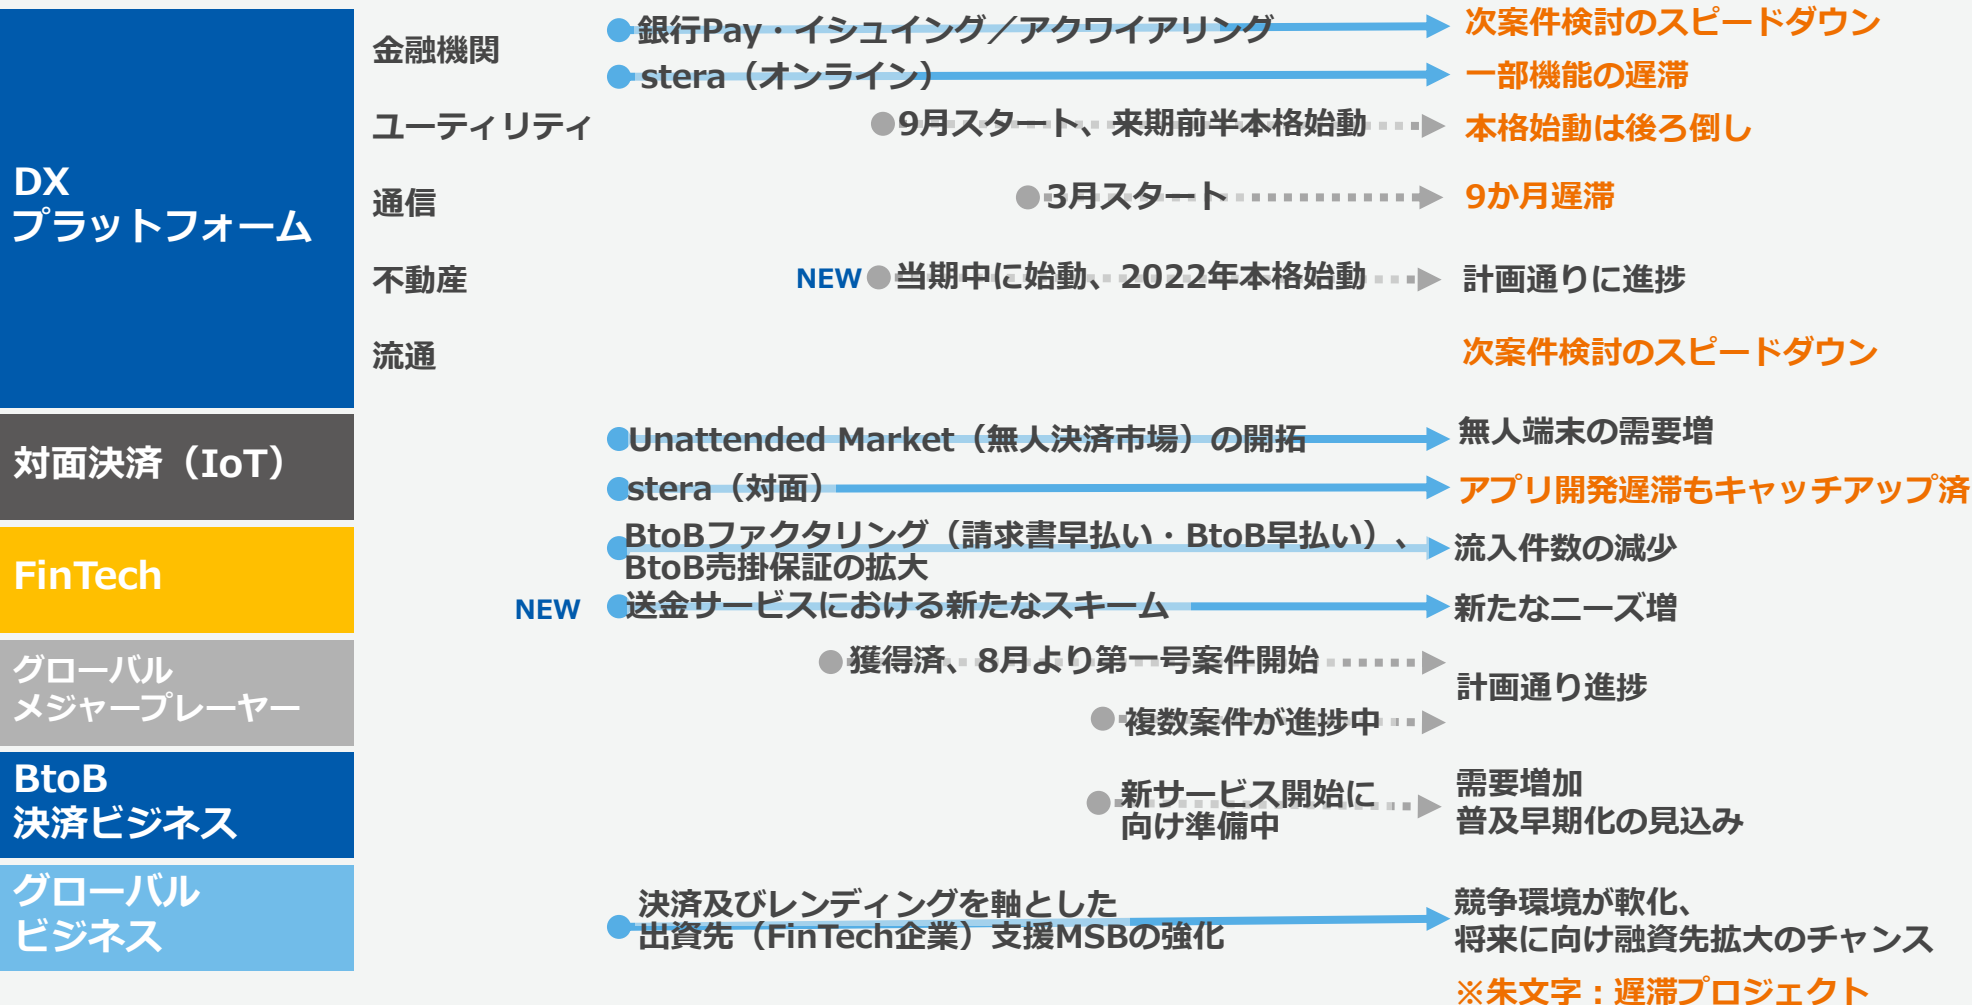 DX
プラットフォーム
金融機関
銀行Pay・イシュイング／アクワイアリング
次案件検討のスピードダウン
stera（オンライン）
一部機能の遅滞
ユーティリティ
9月スタート、来期前半本格始動
本格始動は後ろ倒し
通信
3月スタート
9か月遅滞
不動産
NEW
当期中に始動、2022年本格始動
計画通りに進捗
流通
次案件検討のスピードダウン
対面決済（IoT）
Unattended Market（無人決済市場）の開拓
無人端末の需要増
stera（対面）
アプリ開発遅滞もキャッチアップ済
FinTech
BtoBファクタリング（請求書早払い・BtoB早払い）、
BtoB売掛保証の拡大
流入件数の減少
NEW
送金サービスにおける新たなスキーム
新たなニーズ増
グローバル
メジャープレーヤー
獲得済、8月より第一号案件開始
複数案件が進捗中
計画通り進捗
BtoB
決済ビジネス
新サービス開始に
向け準備中
需要増加
普及早期化の見込み
グローバル
ビジネス
決済及びレンディングを軸とした
出資先（FinTech企業）支援MSBの強化
競争環境が軟化、
将来に向け融資先拡大のチャンス
※朱文字：遅滞プロジェクト